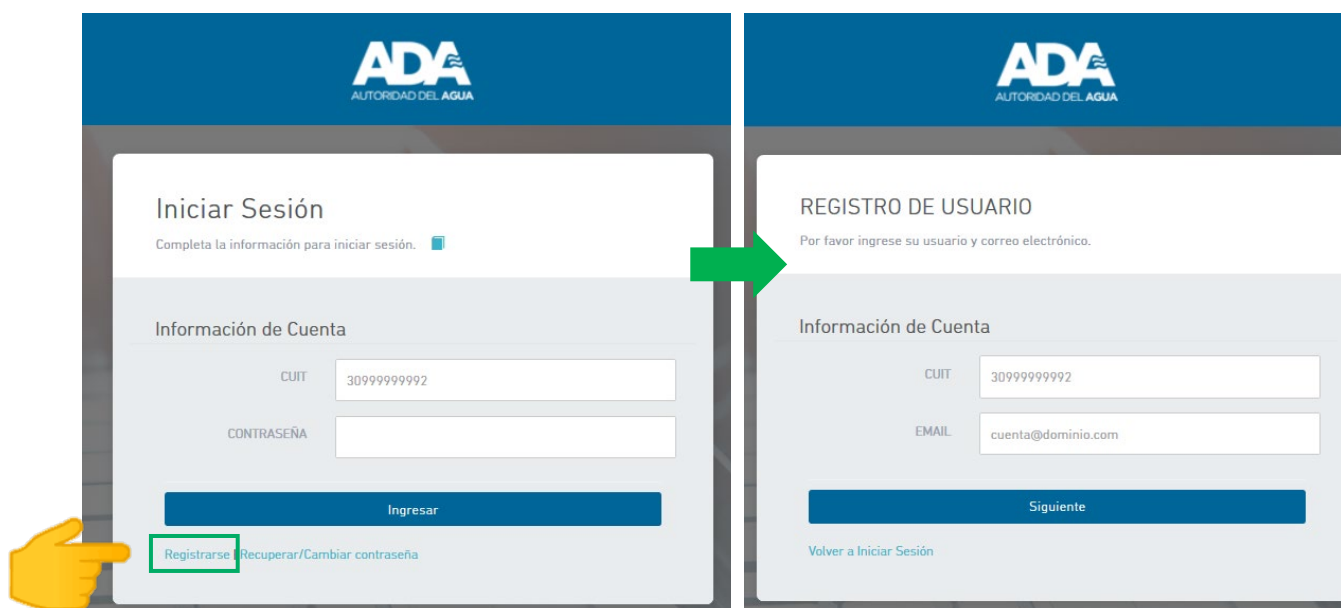 ADA
AUTORIDAD DEL AGUA
Iniciar Sesión
Completa la información para iniciar sesión.
Información de Cuenta
CUIT
30999999992
CONTRASEÑA
Ingresar
Registrarse | Recuperar/Cambiar contraseña
ADA
AUTORIDAD DEL AGUA
REGISTRO DE USUARIO
Por favor ingrese su usuario y correo electrónico.
Información de Cuenta
CUIT
30999999992
EMAIL
cuenta@dominio.com
Siguiente
Volver a Iniciar Sesión